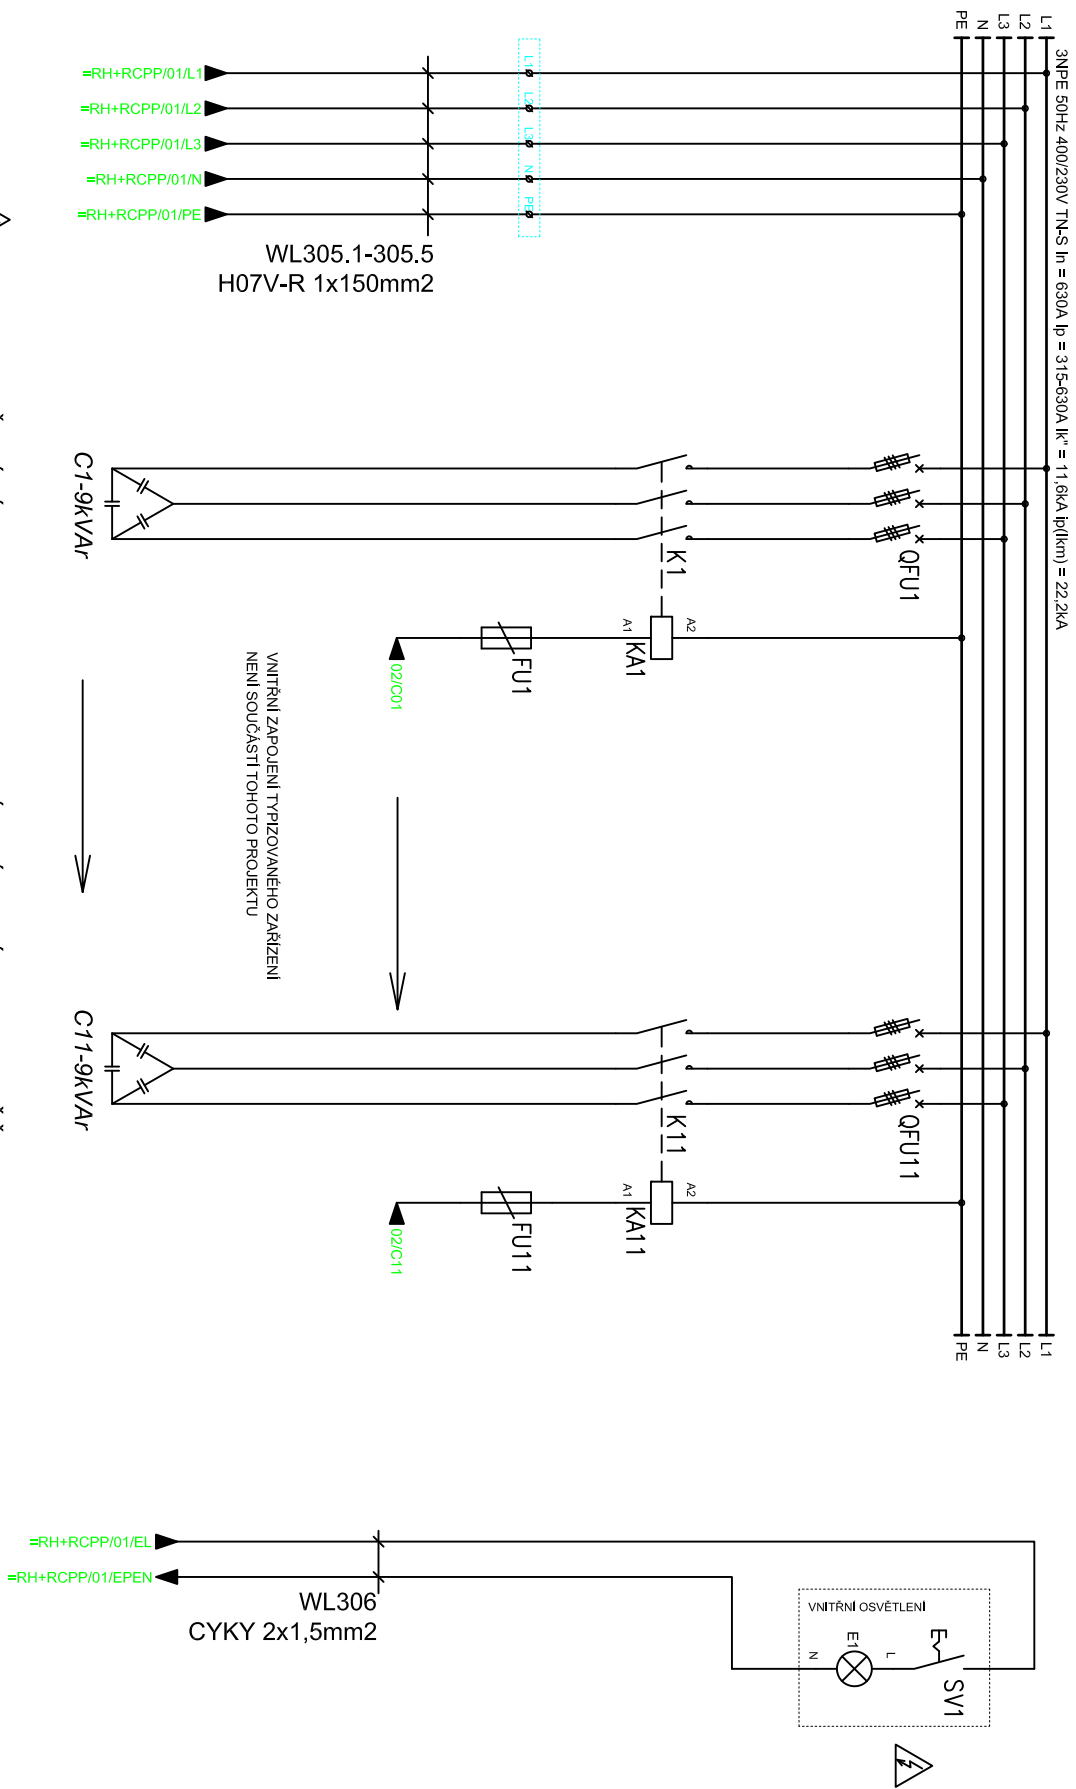 3NPE 50Hz 400/230V TN-S In = 630A Ip = 315-630A Ik" = 11,6kA ip(Ikm) = 22,2kA
L1
L2
L3
N
PE
L1
L2
L3
N
PE
=RH+RCPP/01/L1
=RH+RCPP/01/L2
=RH+RCPP/01/L3
=RH+RCPP/01/N
=RH+RCPP/01/PE
L1
L2
L3
N
PE
WL305.1-305.5
H07V-R 1x150mm2
QFU1
K1
A2
A1
KA1
FU1
02/C01
C1-9kVAr
VNITŘNÍ ZAPOJENÍ TYPIZOVANÉHO ZAŘÍZENÍ
NENÍ SOUČÁSTÍ TOHOTO PROJEKTU
QFU11
K11
A2
A1
KA11
FU11
02/C11
C11-9kVAr
=RH+RCPP/01/EL
=RH+RCPP/01/EPEN
WL306
CYKY 2x1,5mm2
VNITŘNÍ OSVĚTLENÍ
E1
N
L
SV1